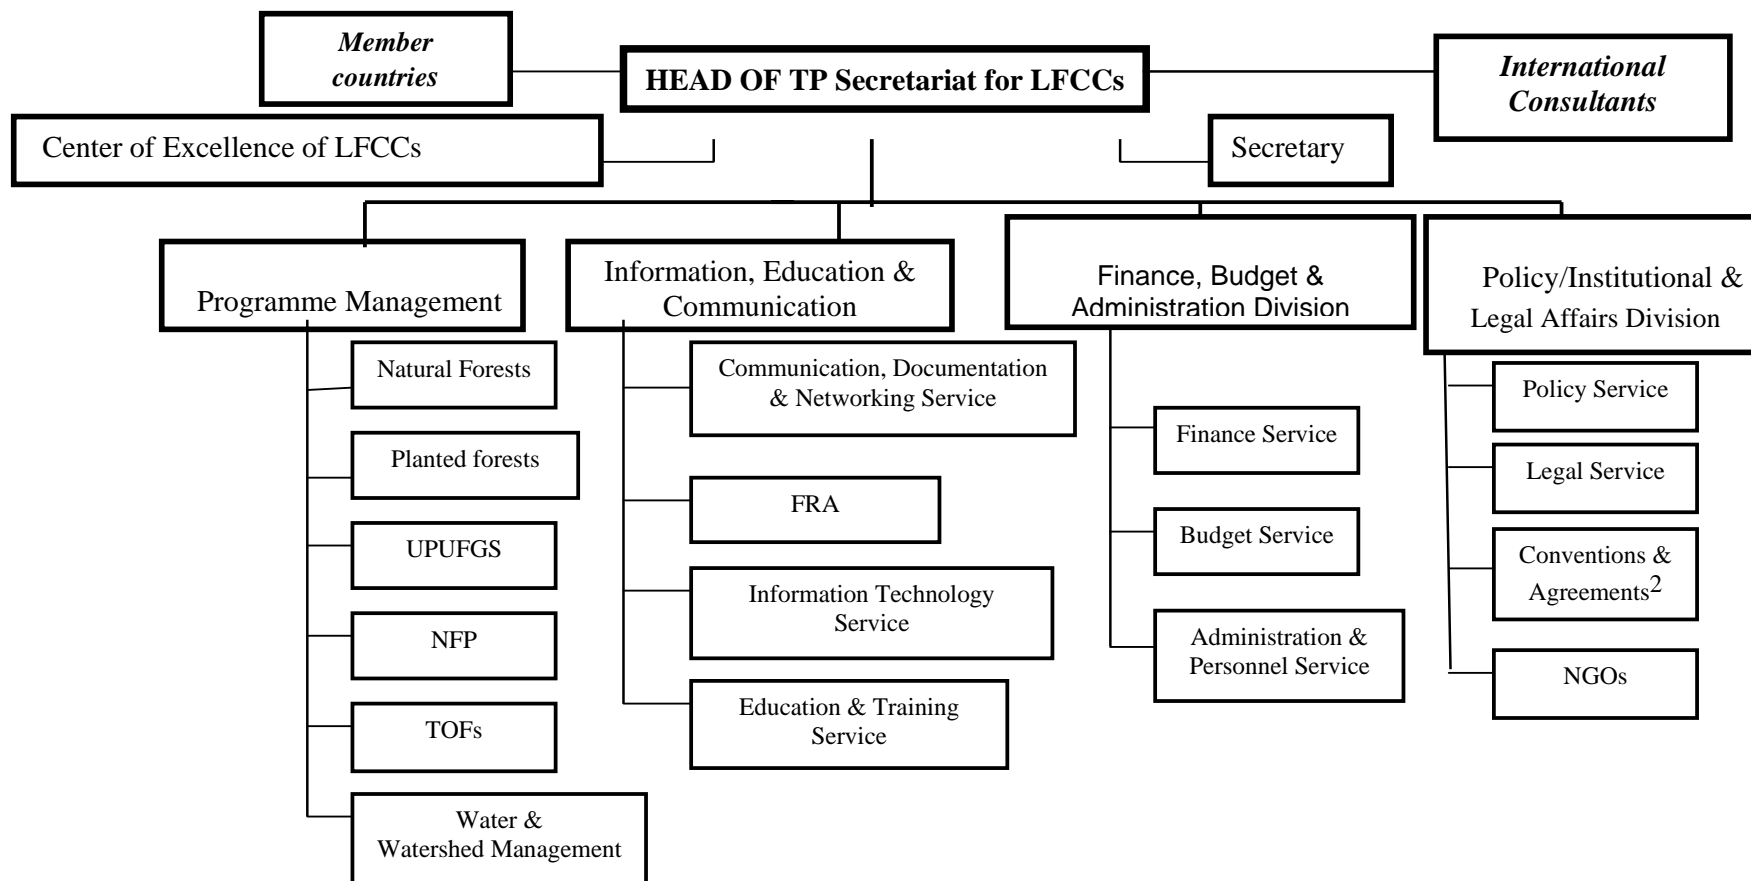 Member
countries
HEAD OF TP Secretariat for LFCCs
International
Consultants
Center of Excellence of LFCCs
Secretary
Programme Management
Information, Education &
Communication
Finance, Budget &
Administration Division
Policy/Institutional &
Legal Affairs Division
Natural Forests
Planted forests
UPUFGS
NFP
TOFs
Water &
Watershed Management
Communication, Documentation
& Networking Service
FRA
Information Technology
Service
Education & Training
Service
Finance Service
Budget Service
Administration &
Personnel Service
Policy Service
Legal Service
Conventions &
Agreements2
NGOs